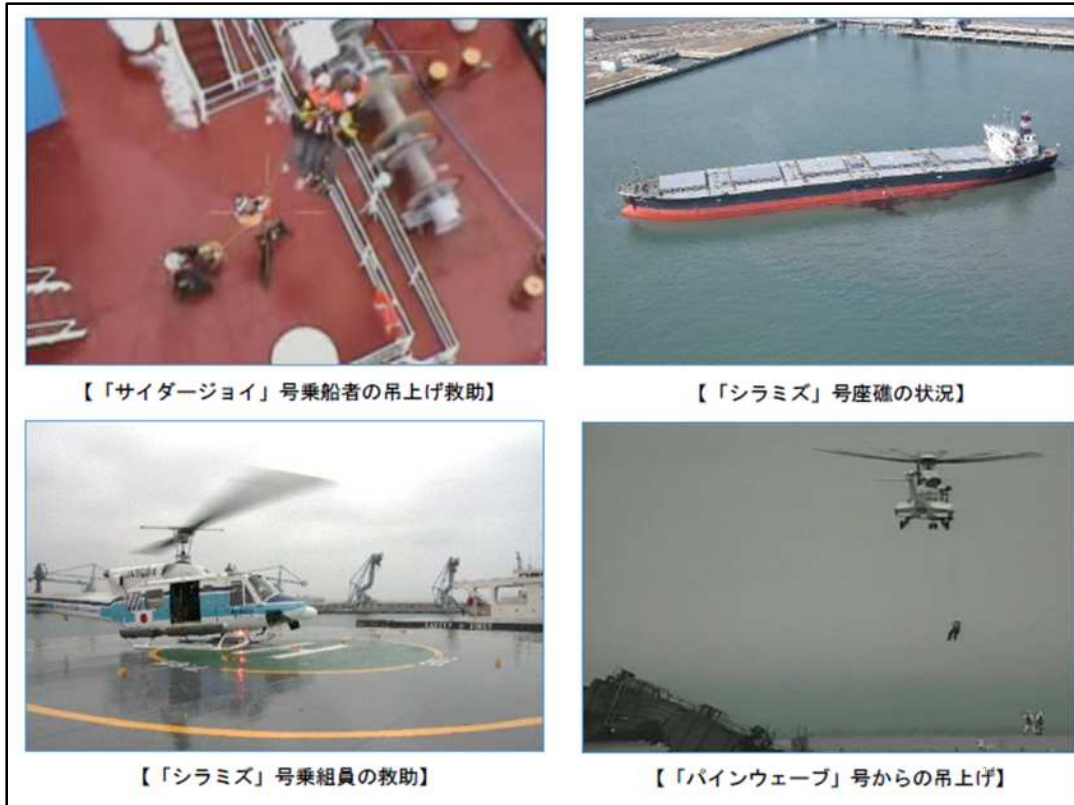 【「サイダージョイ」号乗船者の吊上げ救助】
【「シラミズ」号座礁の状況】
SAFETY FIRST
【「シラミズ」号乗組員の救助】
【「パインウェーブ」号からの吊上げ】